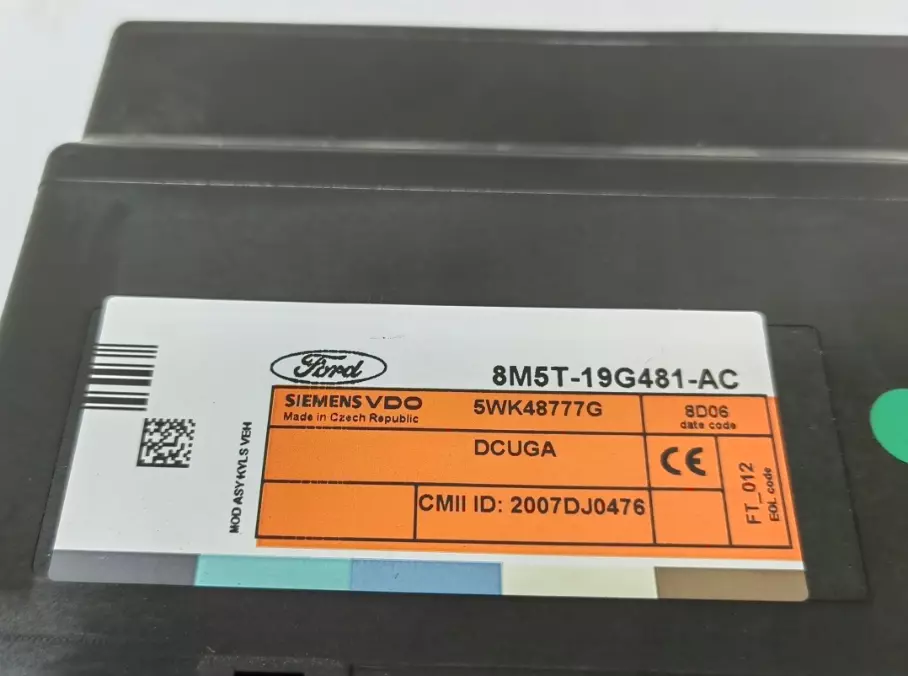 Ford
8M5T-19G481-AC
SIEMENS VDO
Made in Czech Republic
5WK48777G
8D06
date code
DCUGA
CE
CMII ID: 2007DJ0476
FT_012
EOL code
MOD ASY KYLS VEH